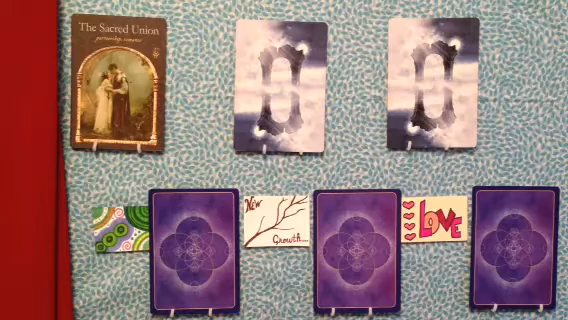 The Sacred Union
partnership, romance
New
Growth....
LOVE